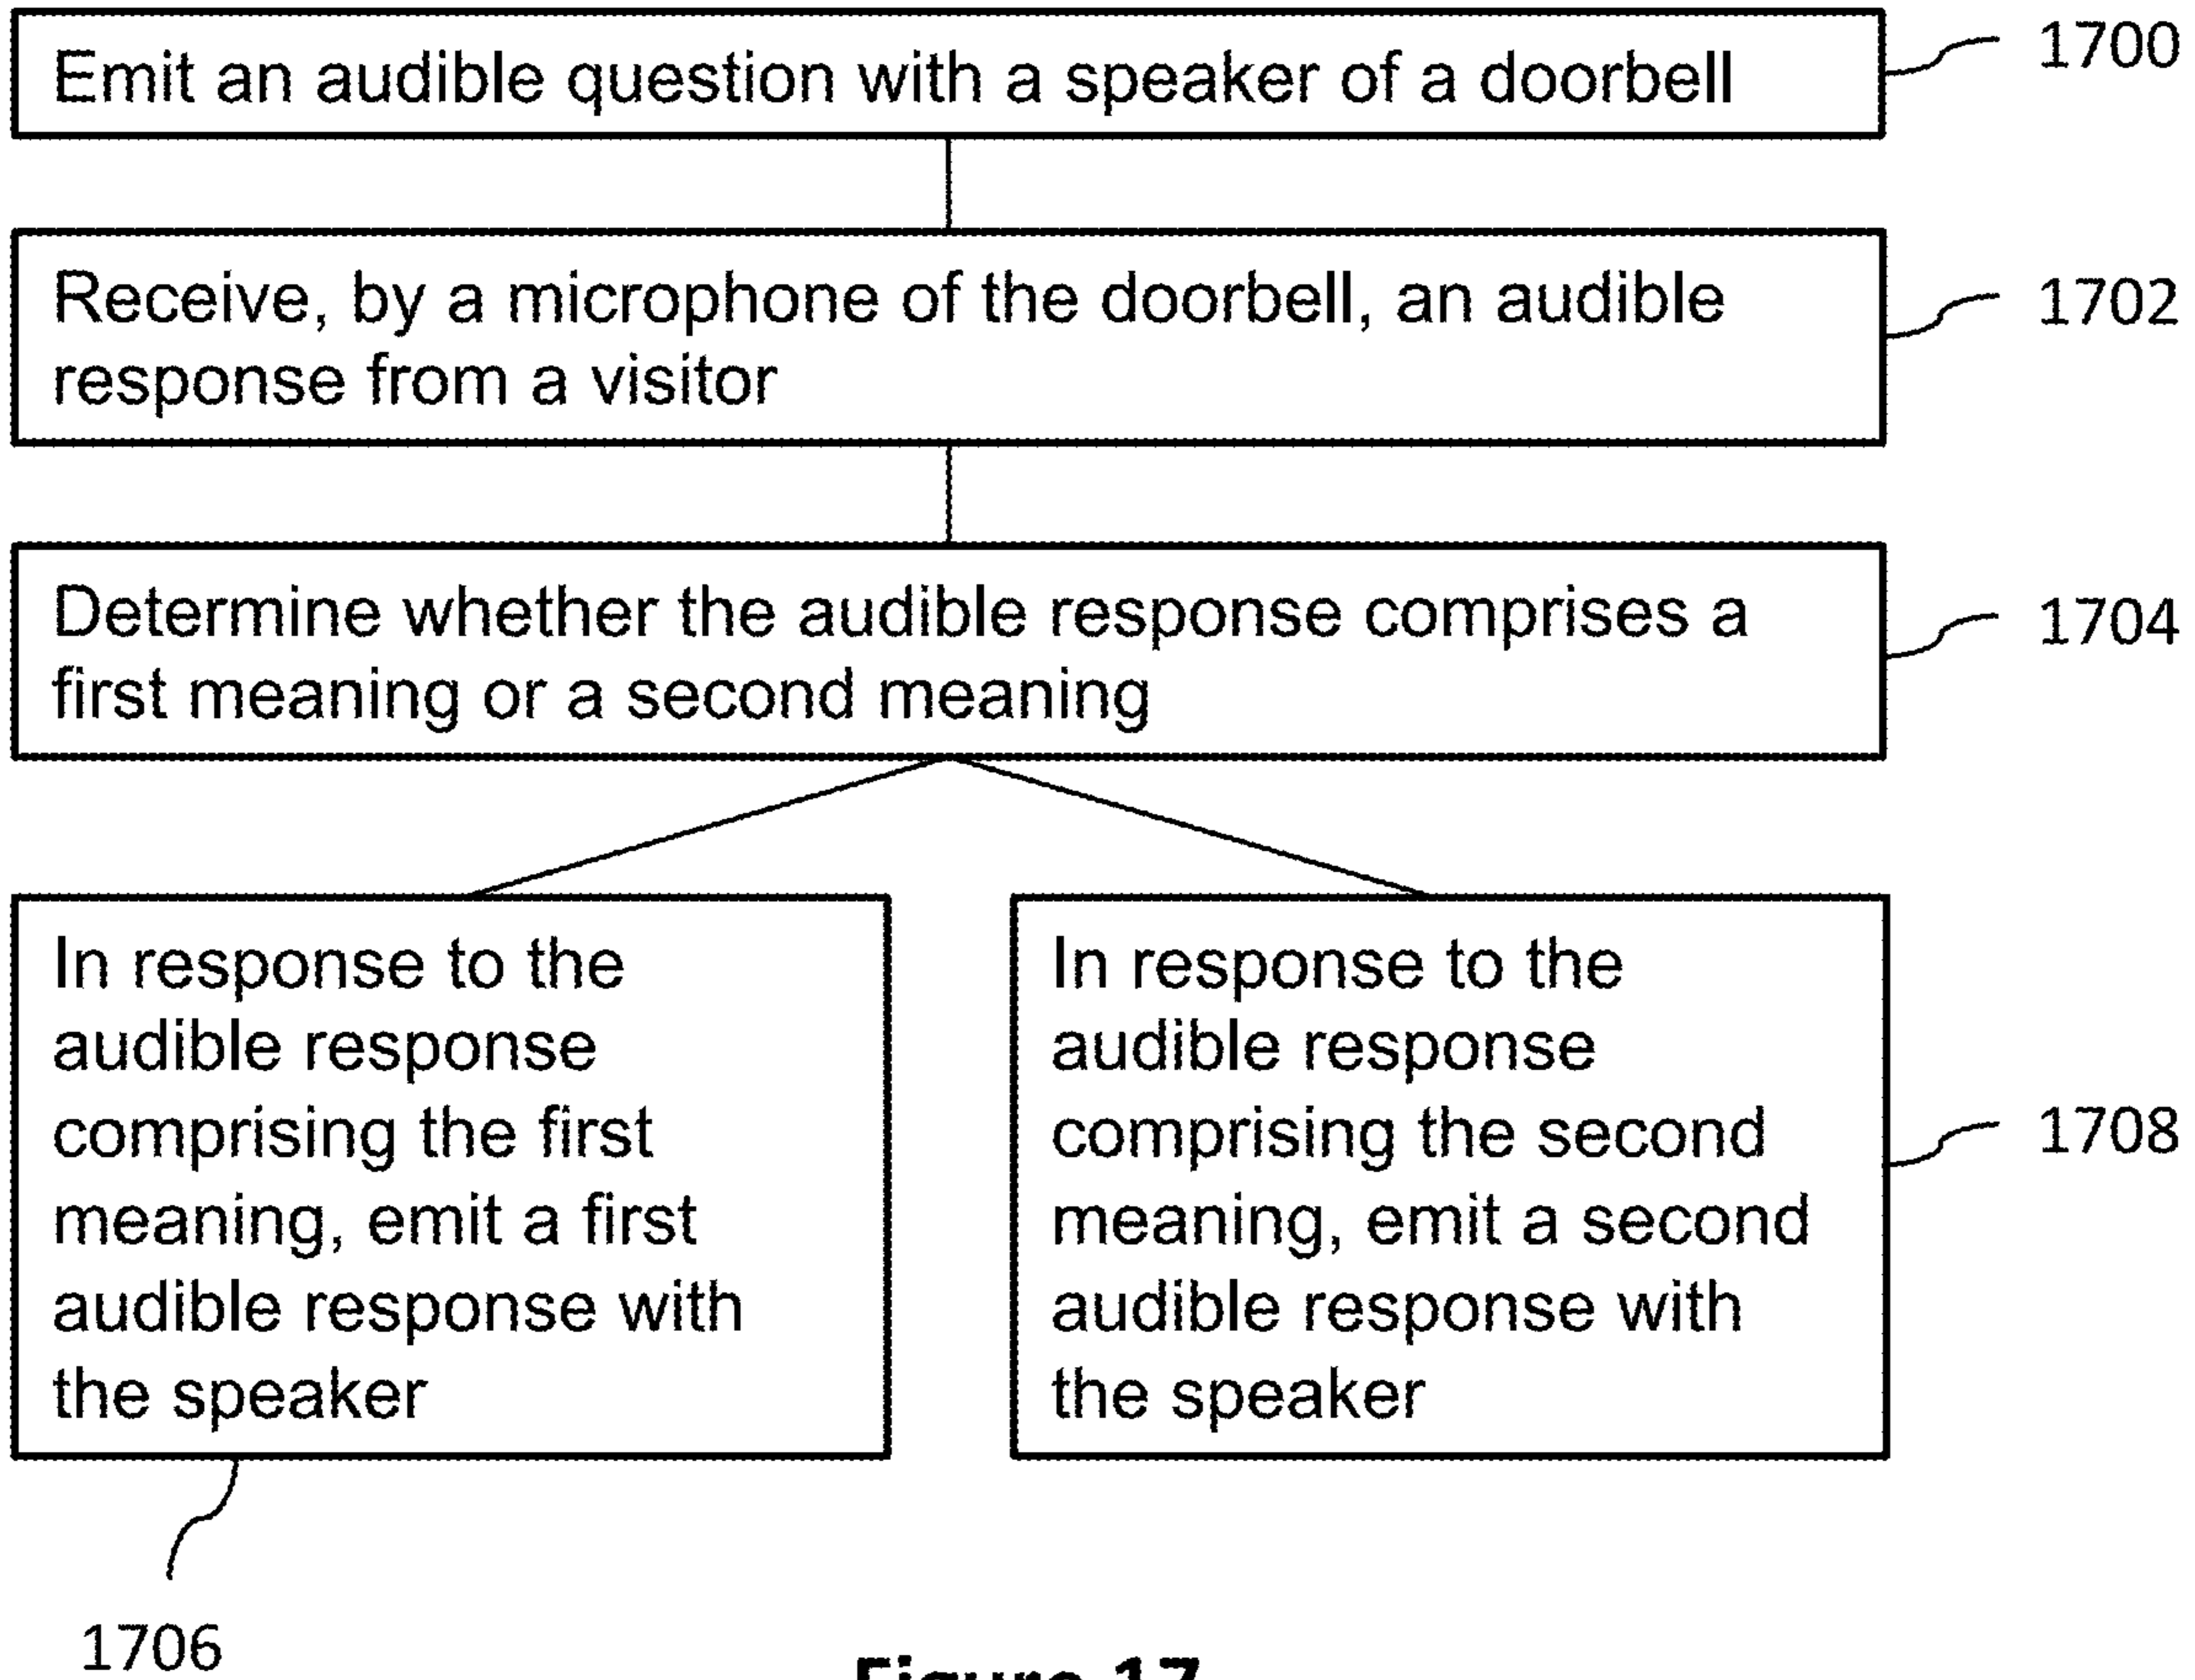 Emit an audible question with a speaker of a doorbell
1700
Receive, by a microphone of the doorbell, an audible
response from a visitor
1702
Determine whether the audible response comprises a
first meaning or a second meaning
1704
In response to the
audible response
comprising the first
meaning, emit a first
audible response with
the speaker
1706
In response to the
audible response
comprising the second
meaning, emit a second
audible response with
the speaker
1708
Figure 17